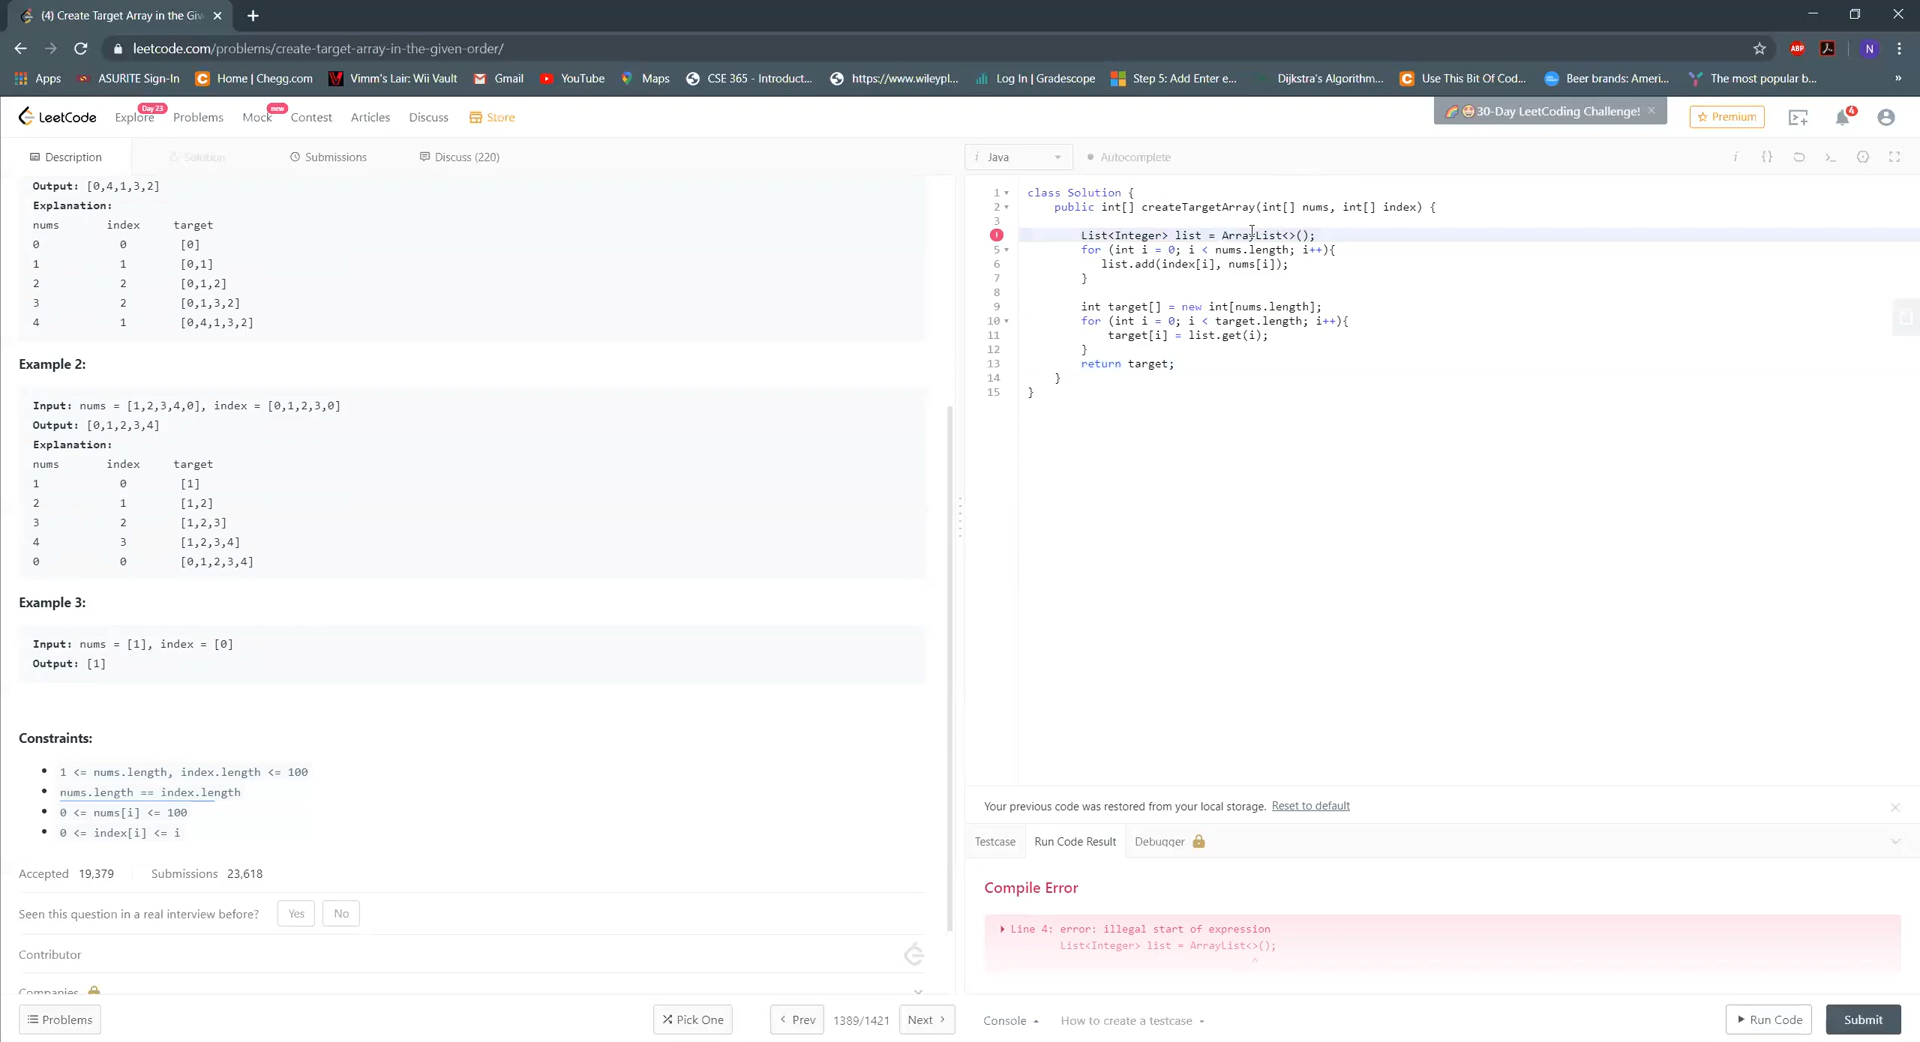 (4) Create Target Array in the Giv
leetcode.com/problems/create-target-array-in-the-given-order/
ABP
N
Apps
ASURITE Sign-In
Home | Chegg.com
Vimm's Lair: Wii Vault
Gmail
YouTube
Maps
CSE 365 - Introduct...
https://www.wileypl...
Log In | Gradescope
Step 5: Add Enter e...
Dijkstra's Algorithm...
Use This Bit Of Cod...
Beer brands: Ameri...
The most popular b...
»
LeetCode
Explore
Day 23
Problems
Mock
new
Contest
Articles
Discuss
Store
30-Day LeetCoding Challenge!
Premium
4
Description
Solution
Submissions
Discuss (220)
Output: [0,4,1,3,2]
Explanation:
nums index target
0 0 [0]
1 1 [0,1]
2 2 [0,1,2]
3 2 [0,1,3,2]
4 1 [0,4,1,3,2]
Example 2:
Input: nums = [1,2,3,4,0], index = [0,1,2,3,0]
Output: [0,1,2,3,4]
Explanation:
nums index target
1 0 [1]
2 1 [1,2]
3 2 [1,2,3]
4 3 [1,2,3,4]
0 0 [0,1,2,3,4]
Example 3:
Input: nums = [1], index = [0]
Output: [1]
Constraints:
1 <= nums.length, index.length <= 100
nums.length == index.length
0 <= nums[i] <= 100
0 <= index[i] <= i
Accepted 19,379 Submissions 23,618
Seen this question in a real interview before? Yes No
Contributor
Companies
Problems
Pick One
Prev
1389/1421
Next
i Java
Autocomplete
1 class Solution {
2 public int[] createTargetArray(int[] nums, int[] index) {
3
List<Integer> list = ArrayList<>();
5 for (int i = 0; i < nums.length; i++){
6 list.add(index[i], nums[i]);
7 }
8
9 int target[] = new int[nums.length];
10 for (int i = 0; i < target.length; i++){
11 target[i] = list.get(i);
12 }
13 return target;
14 }
15 }
Your previous code was restored from your local storage. Reset to default
Testcase
Run Code Result
Debugger
Compile Error
Line 4: error: illegal start of expression
List<Integer> list = ArrayList<>();
^
Console
How to create a testcase
Run Code
Submit